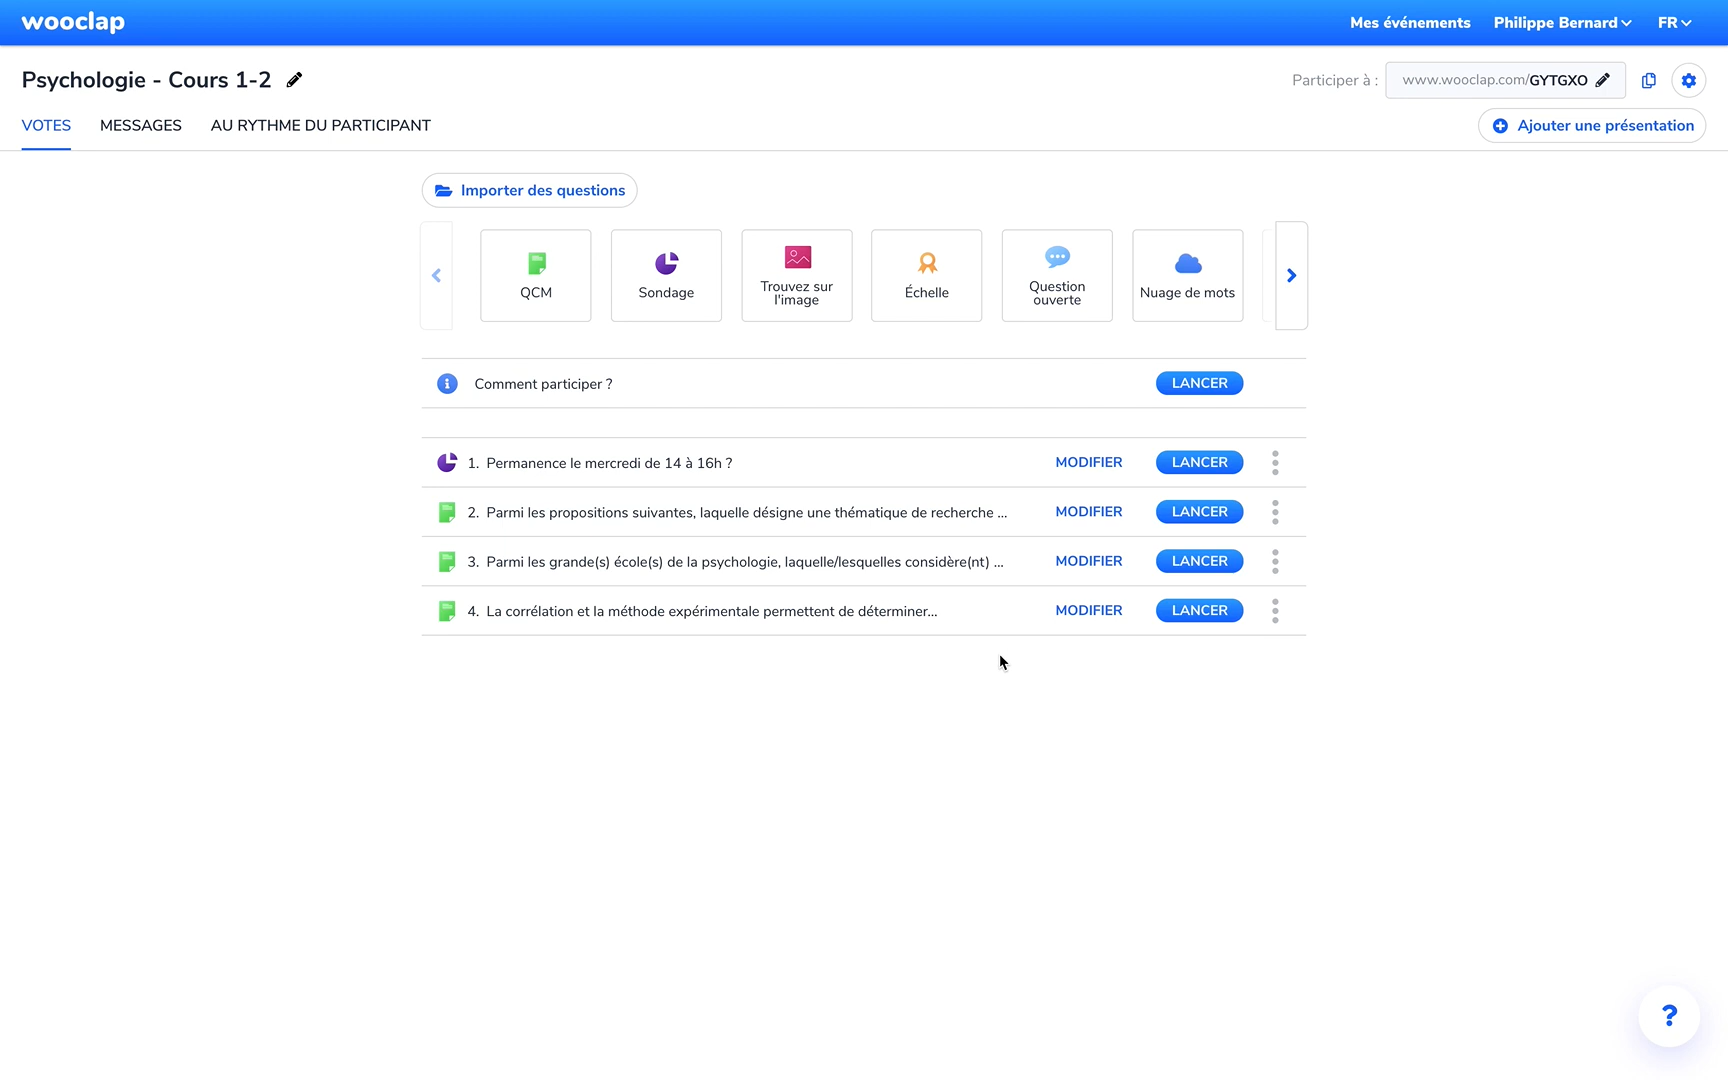 wooclap
Mes événements
Philippe Bernard
FR
Psychologie - Cours 1-2
Participer à :
www.wooclap.com/GYTGXO
VOTES
MESSAGES
AU RYTHME DU PARTICIPANT
Ajouter une présentation
Importer des questions
QCM
Sondage
Trouvez sur
l'image
Échelle
Question
ouverte
Nuage de mots
Comment participer ?
LANCER
1. Permanence le mercredi de 14 à 16h ?
MODIFIER
LANCER
2. Parmi les propositions suivantes, laquelle désigne une thématique de recherche ...
MODIFIER
LANCER
3. Parmi les grande(s) école(s) de la psychologie, laquelle/lesquelles considère(nt) ...
MODIFIER
LANCER
4. La corrélation et la méthode expérimentale permettent de déterminer...
MODIFIER
LANCER
?